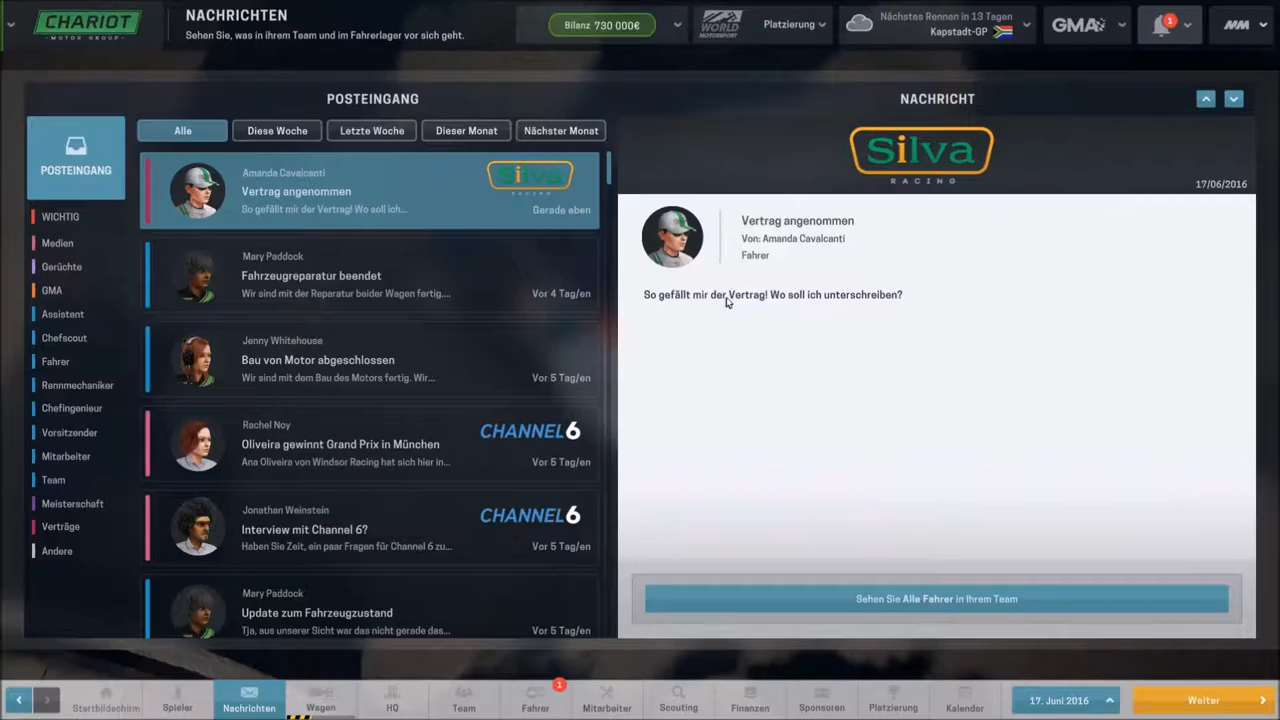 CHARIOT
MOTOR GROUP
NACHRICHTEN
Sehen Sie, was in ihrem Team und im Fahrerlager vor sich geht.
Bilanz 730 000€
WORLD
MOTORSPORT
Platzierung
Nächstes Rennen in 13 Tagen
Kapstadt-GP
GMA
1
POSTEINGANG
Alle
Diese Woche
Letzte Woche
Dieser Monat
Nächster Monat
POSTEINGANG
WICHTIG
Medien
Gerüchte
GMA
Assistent
Chefscout
Fahrer
Rennmechaniker
Chefingenieur
Vorsitzender
Mitarbeiter
Team
Meisterschaft
Verträge
Andere
Amanda Cavalcanti
Vertrag angenommen
So gefällt mir der Vertrag! Wo soll ich...
Silva
Gerade eben
Mary Paddock
Fahrzeugreparatur beendet
Wir sind mit der Reparatur beider Wagen fertig....
Vor 4 Tag/en
Jenny Whitehouse
Bau von Motor abgeschlossen
Wir sind mit dem Bau des Motors fertig. Wir...
Vor 5 Tag/en
Rachel Noy
Oliveira gewinnt Grand Prix in München
Ana Oliveira von Windsor Racing hat sich hier in...
CHANNEL6
Vor 5 Tag/en
Jonathan Weinstein
Interview mit Channel 6?
Haben Sie Zeit, ein paar Fragen für Channel 6 zu...
CHANNEL6
Vor 5 Tag/en
Mary Paddock
Update zum Fahrzeugzustand
Tja, aus unserer Sicht war das nicht gerade das...
Vor 5 Tag/en
NACHRICHT
Silva
RACING
17/06/2016
Vertrag angenommen
Von: Amanda Cavalcanti
Fahrer
So gefällt mir der Vertrag! Wo soll ich unterschreiben?
Sehen Sie Alle Fahrer in Ihrem Team
Startbildschirm
Spieler
Nachrichten
Wagen
HQ
Team
1
Fahrer
Mitarbeiter
Scouting
Finanzen
Sponsoren
Platzierung
Kalender
17. Juni 2016
Weiter